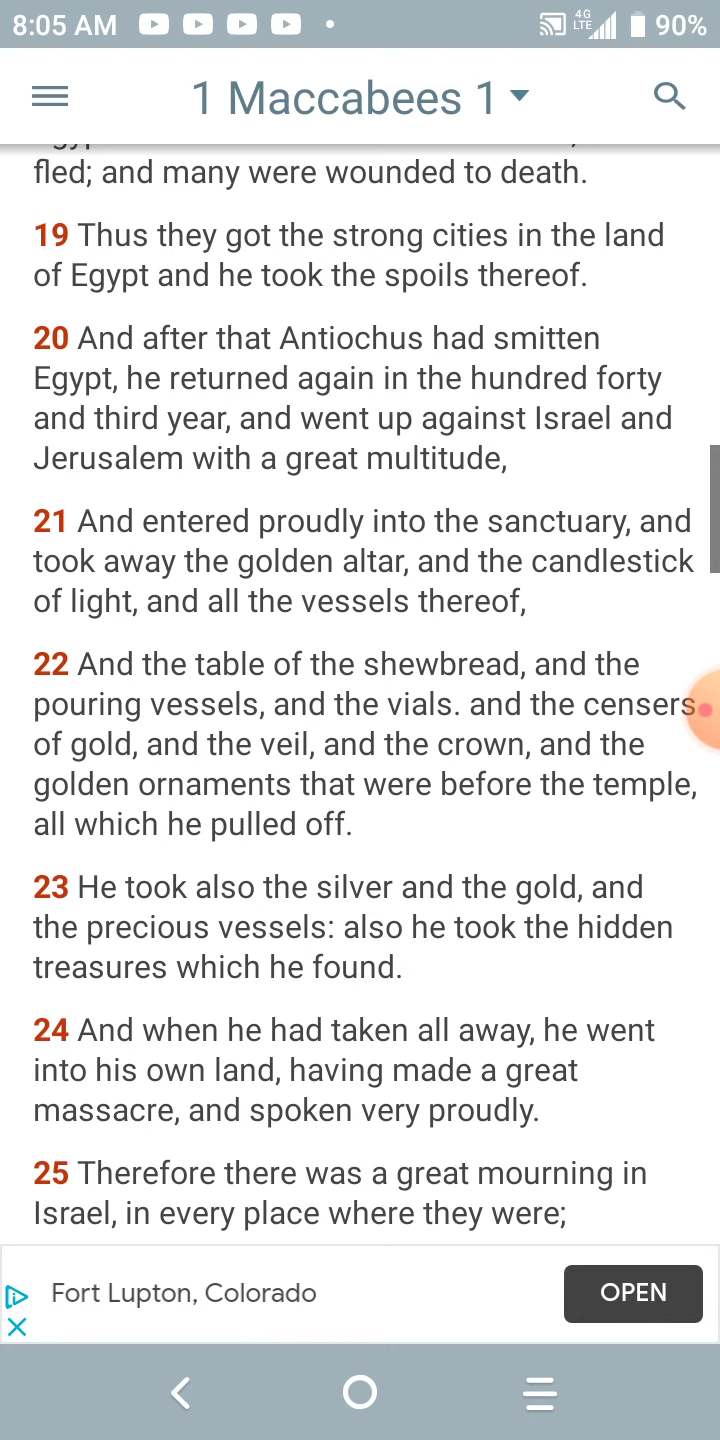 8:05 AM
4G
LTE
90%
1 Maccabees 1
fled; and many were wounded to death.
19 Thus they got the strong cities in the land
of Egypt and he took the spoils thereof.
20 And after that Antiochus had smitten
Egypt, he returned again in the hundred forty
and third year, and went up against Israel and
Jerusalem with a great multitude,
21 And entered proudly into the sanctuary, and
took away the golden altar, and the candlestick
of light, and all the vessels thereof,
22 And the table of the shewbread, and the
pouring vessels, and the vials. and the censers
of gold, and the veil, and the crown, and the
golden ornaments that were before the temple,
all which he pulled off.
23 He took also the silver and the gold, and
the precious vessels: also he took the hidden
treasures which he found.
24 And when he had taken all away, he went
into his own land, having made a great
massacre, and spoken very proudly.
25 Therefore there was a great mourning in
Israel, in every place where they were;
Fort Lupton, Colorado
OPEN